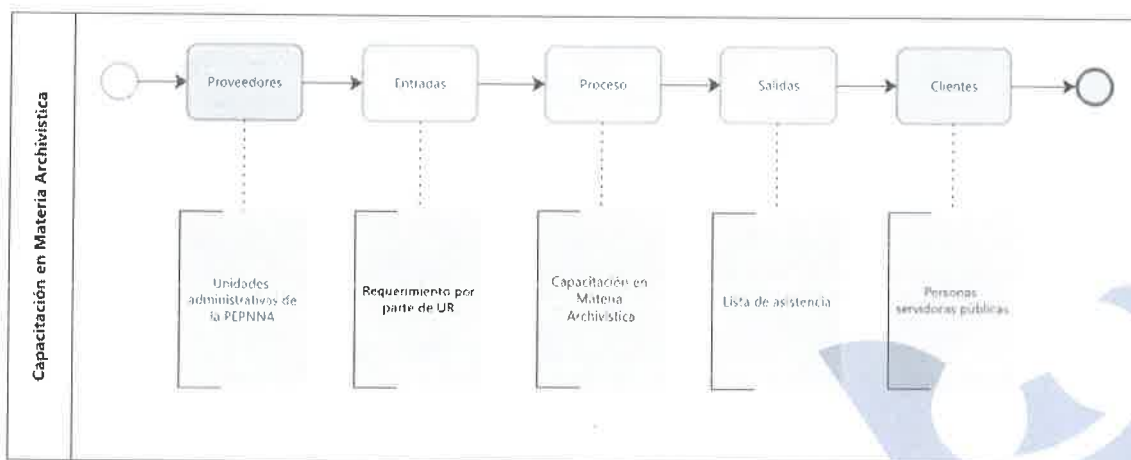 Capacitación en Materia Archivística
Proveedores
Entradas
Proceso
Salidas
Clientes
Unidades
administrativas de
la PEPNNA
Requerimiento por
parte de UR
Capacitación en
Materia
Archivística
Lista de asistencia
Personas
servidoras públicas